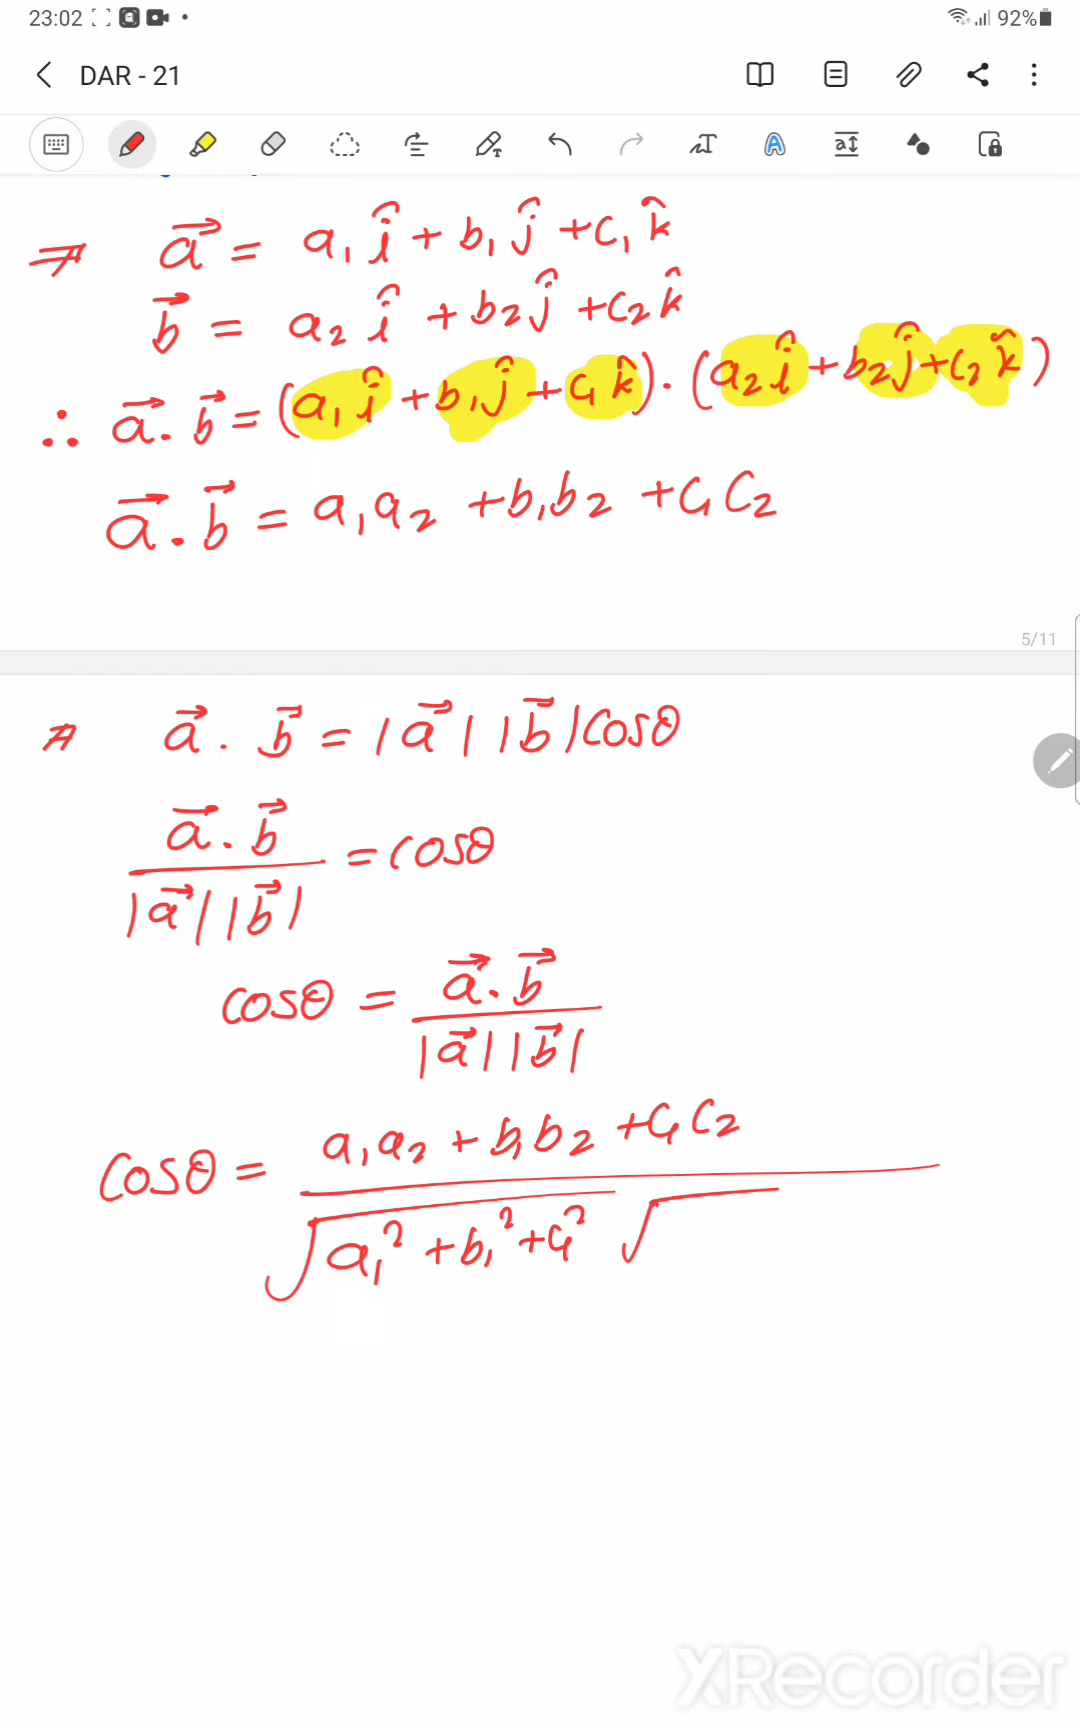 23:02 92%
DAR - 21
⇒ a⃗ = a₁î + b₁ĵ + c₁k̂
b⃗ = a₂î + b₂ĵ + c₂k̂
∴ a⃗ . b⃗ = (a₁î + b₁ĵ + c₁k̂) . (a₂î + b₂ĵ + c₂k̂)
a⃗ . b⃗ = a₁a₂ + b₁b₂ + c₁c₂
5/11
⇒ a⃗ . b⃗ = |a⃗| |b⃗| cosθ
a⃗ . b⃗ / |a⃗| |b⃗| = cosθ
cosθ = a⃗ . b⃗ / |a⃗| |b⃗|
cosθ = a₁a₂ + b₁b₂ + c₁c₂ / √a₁² + b₁² + c₁² √
XRecorder